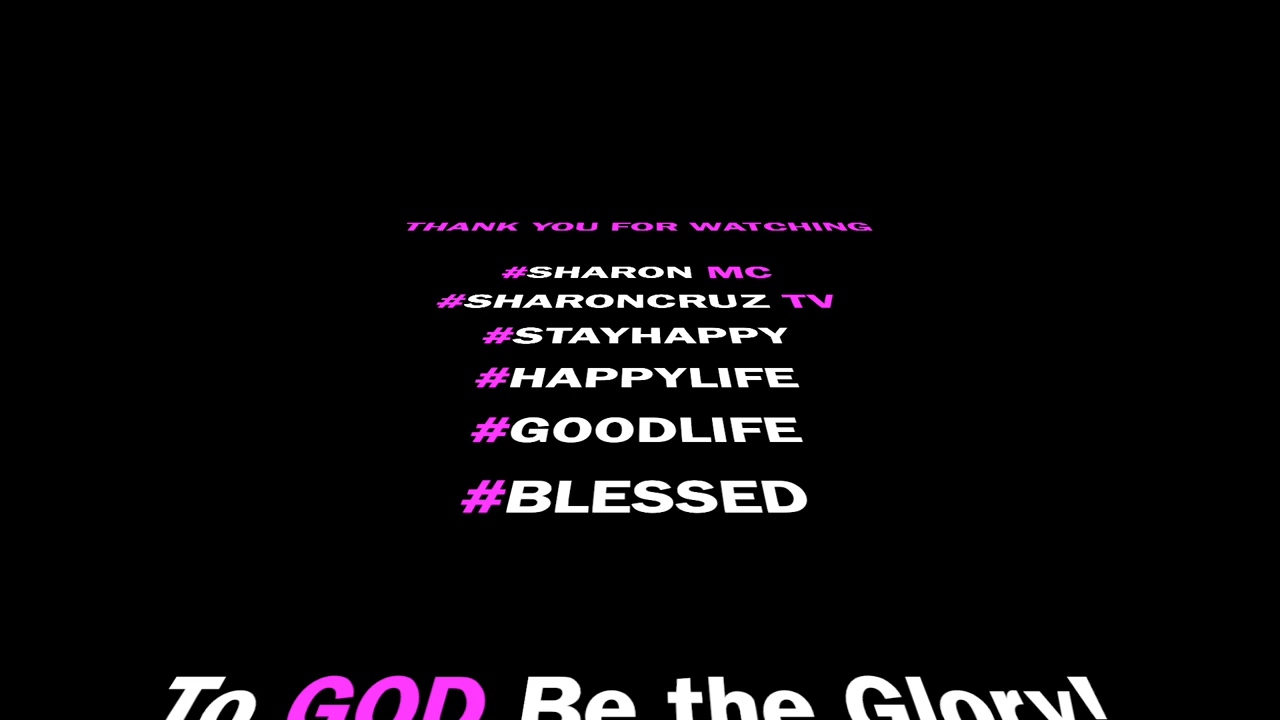 THANK YOU FOR WATCHING
#SHARON MC
#SHARONCRUZ TV
#STAYHAPPY
#HAPPYLIFE
#GOODLIFE
#BLESSED
To GOD Be the Glory!